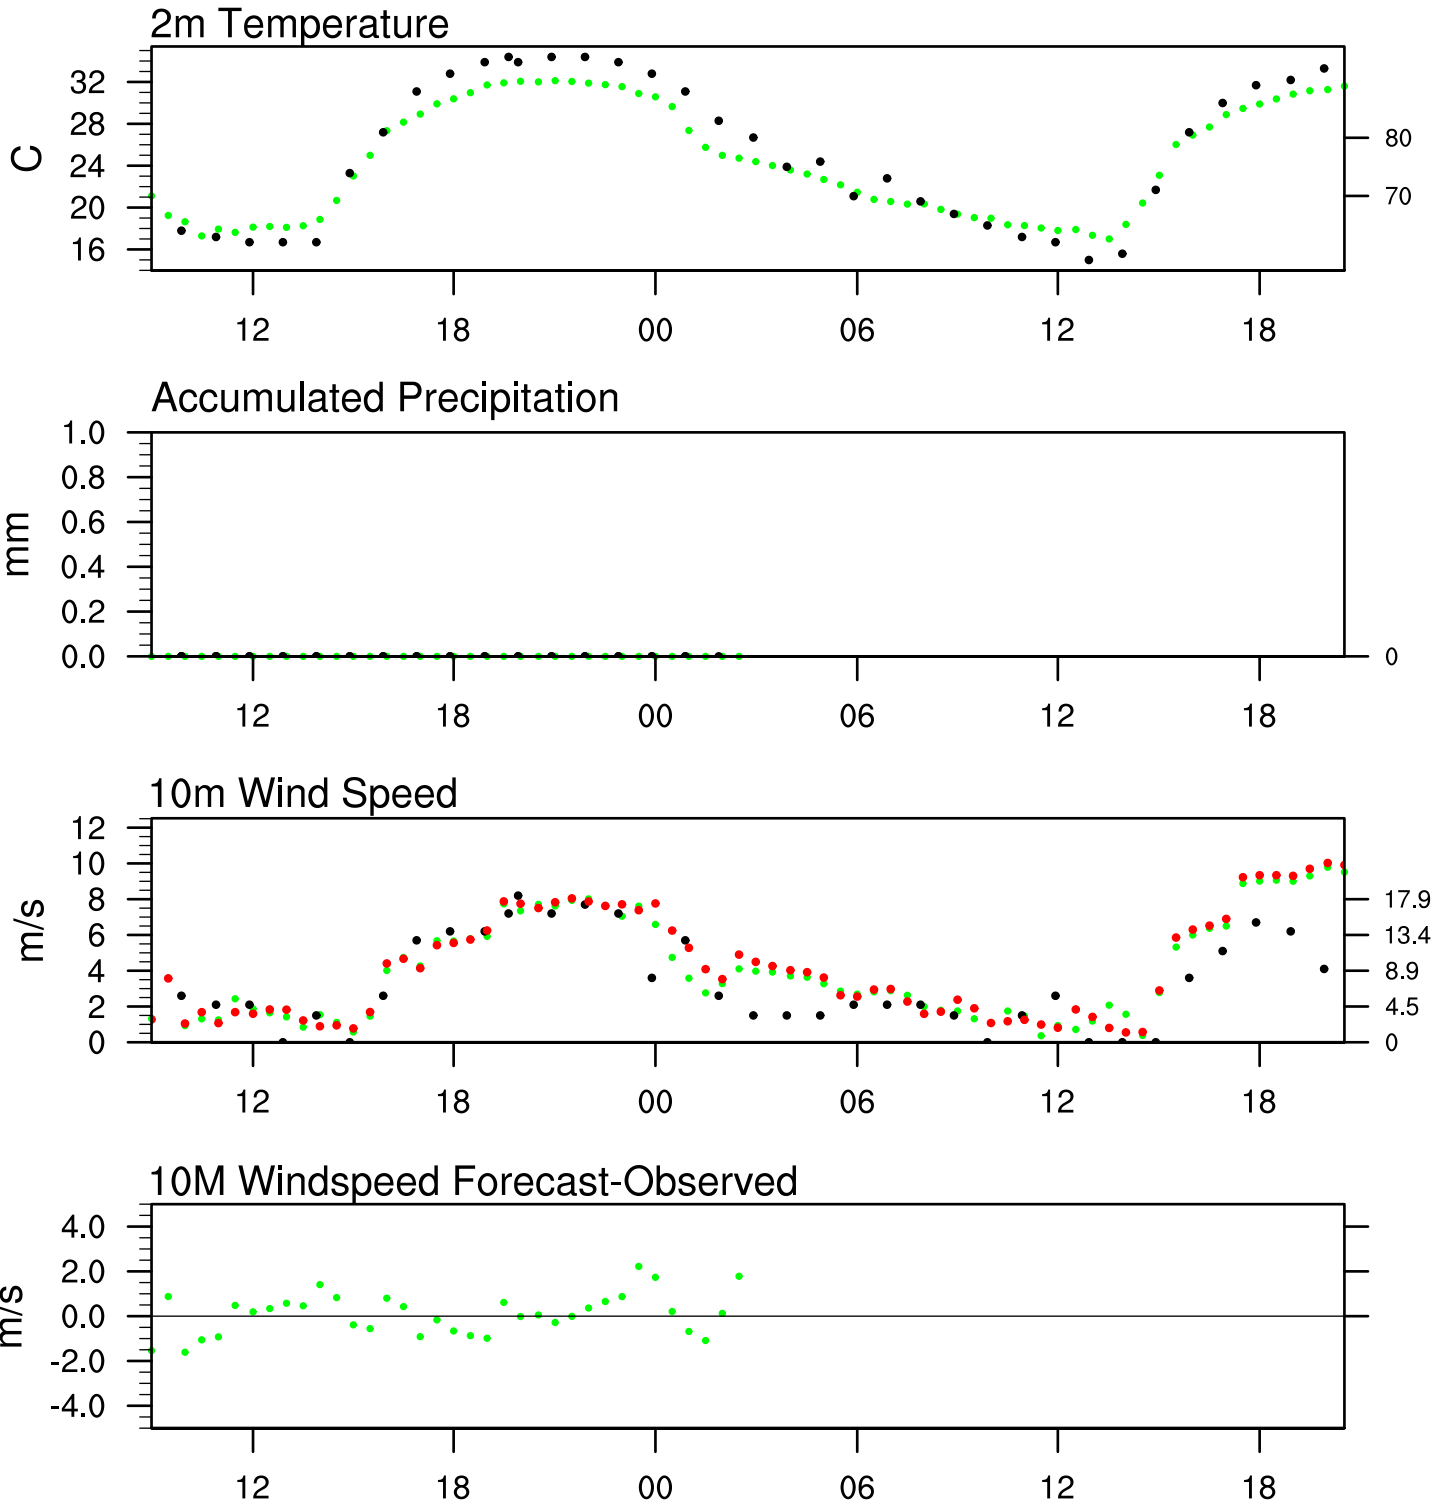 2m Temperature
C
32
28
24
20
16
80
70
12 18 00 06 12 18
Accumulated Precipitation
mm
1.0
0.8
0.6
0.4
0.2
0.0
0
12 18 00 06 12 18
10m Wind Speed
m/s
12
10
8
6
4
2
0
17.9
13.4
8.9
4.5
0
12 18 00 06 12 18
10M Windspeed Forecast-Observed
m/s
4.0
2.0
0.0
-2.0
-4.0
12 18 00 06 12 18